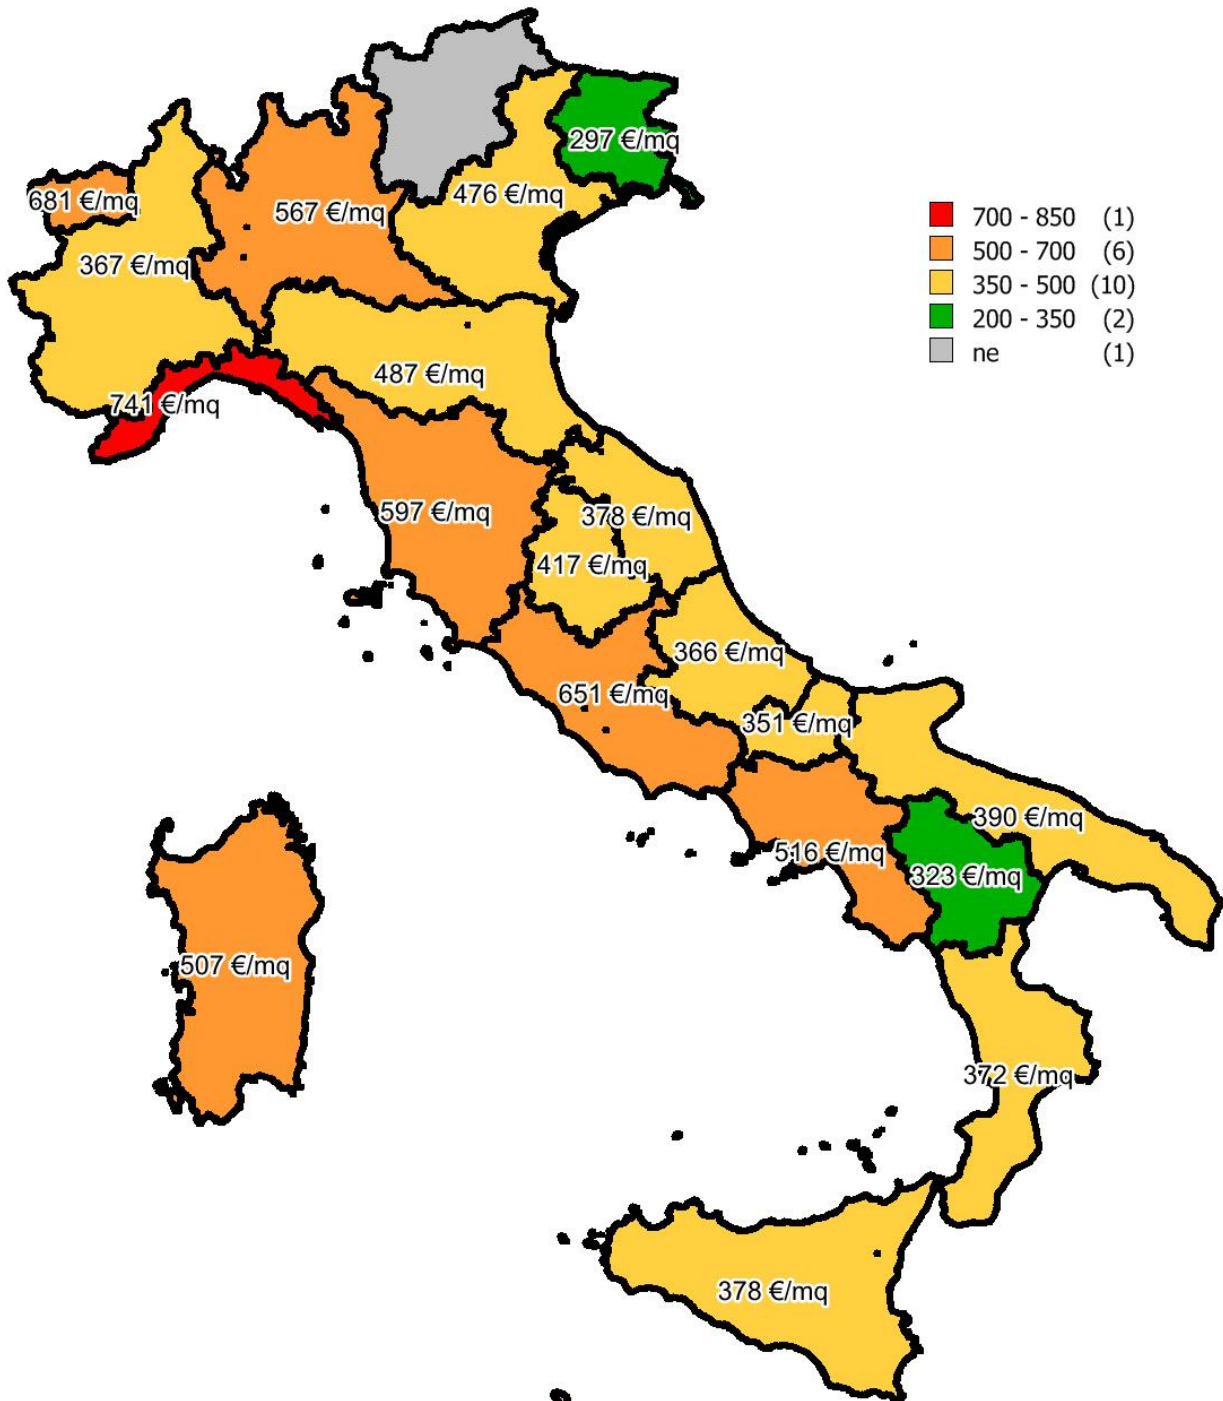 297 €/mq
476 €/mq
681 €/mq
567 €/mq
367 €/mq
700 - 850 (1)
500 - 700 (6)
350 - 500 (10)
200 - 350 (2)
ne (1)
487 €/mq
741 €/mq
597 €/mq
378 €/mq
417 €/mq
366 €/mq
651 €/mq
351 €/mq
390 €/mq
516 €/mq
323 €/mq
507 €/mq
372 €/mq
378 €/mq